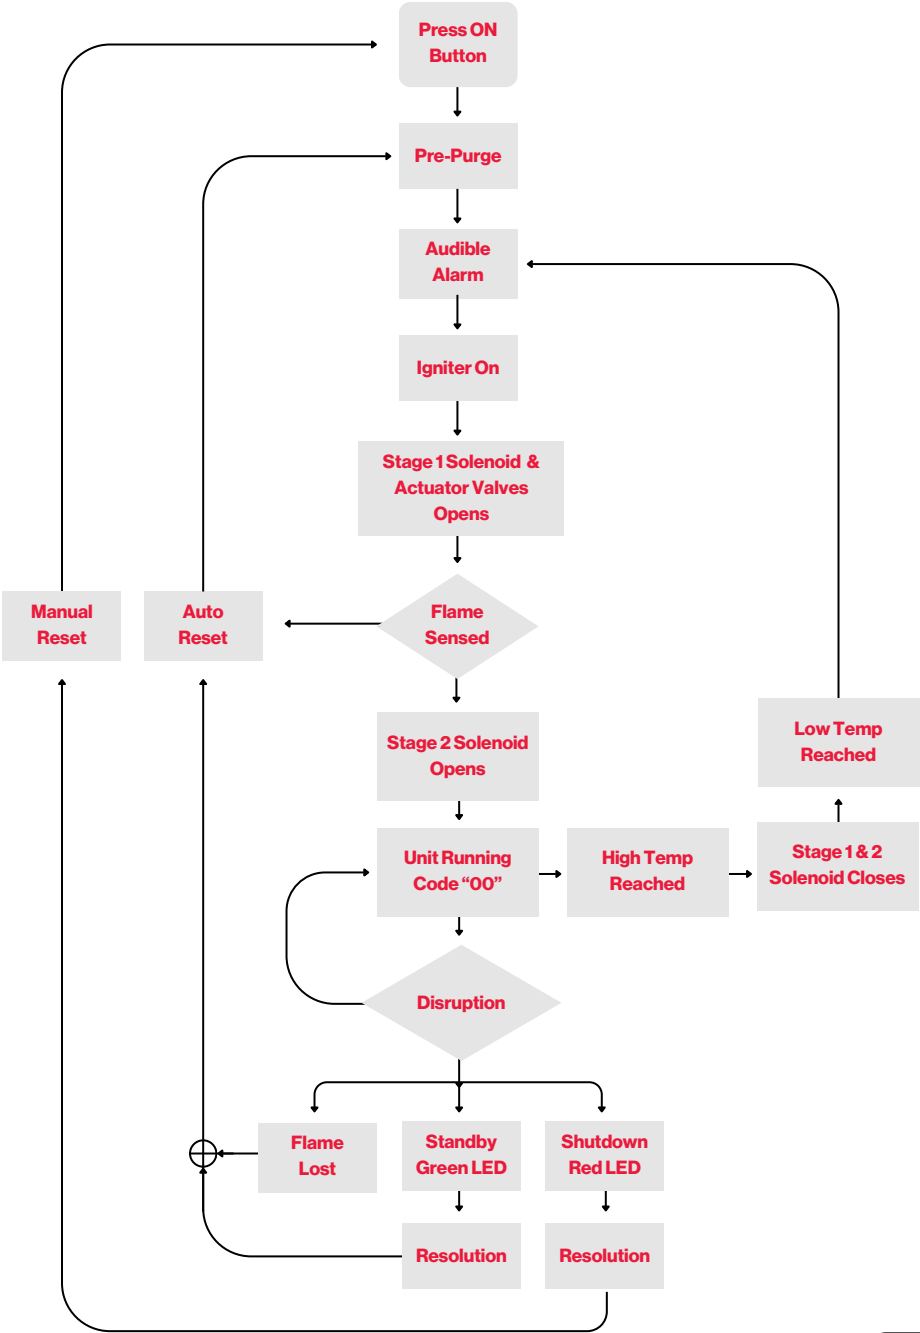 Press ON
Button
Pre-Purge
Audible
Alarm
Igniter On
Stage 1 Solenoid &
Actuator Valves
Opens
Manual
Reset
Auto
Reset
Flame
Sensed
Stage 2 Solenoid
Opens
Low Temp
Reached
Unit Running
Code “00”
High Temp
Reached
Stage 1 & 2
Solenoid Closes
Disruption
Flame
Lost
Standby
Green LED
Shutdown
Red LED
Resolution
Resolution